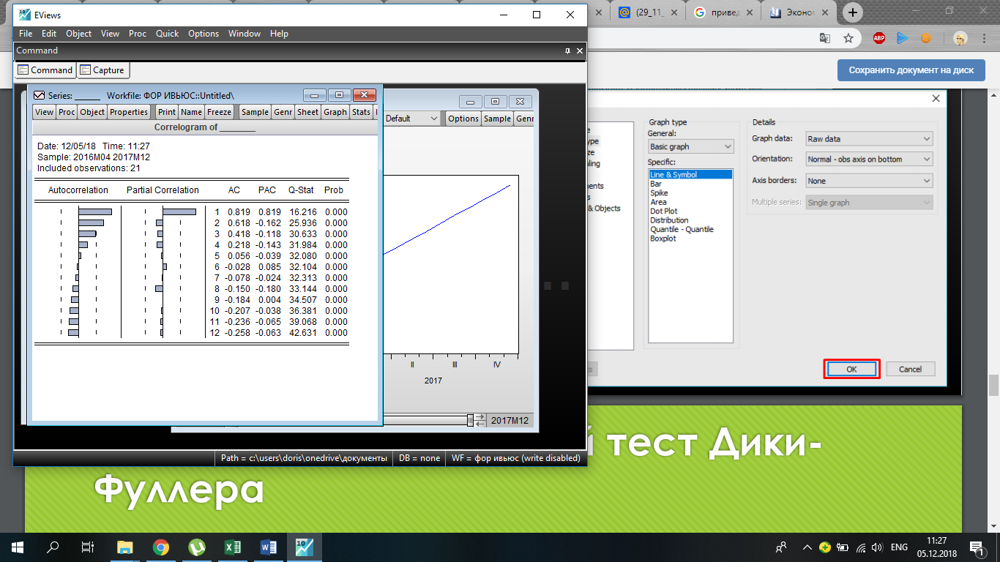 EViews
File Edit Object View Proc Quick Options Window Help
Command
Command Capture
Series: ______ Workfile: ФОР ИВЬЮС::Untitled\
View Proc Object Properties Print Name Freeze Sample Genr Sheet Graph Stats
Correlogram of _______
Date: 12/05/18 Time: 11:27
Sample: 2016M04 2017M12
Included observations: 21
Autocorrelation Partial Correlation AC PAC Q-Stat Prob
1 0.819 0.819 16.216 0.000
2 0.618 -0.162 25.936 0.000
3 0.418 -0.118 30.633 0.000
4 0.218 -0.143 31.984 0.000
5 0.056 -0.039 32.080 0.000
6 -0.028 0.085 32.104 0.000
7 -0.078 -0.024 32.313 0.000
8 -0.150 -0.180 33.144 0.000
9 -0.184 0.004 34.507 0.000
10 -0.207 -0.038 36.381 0.000
11 -0.236 -0.065 39.068 0.000
12 -0.258 -0.063 42.631 0.000
Default Options Sample Genr
II III IV
2017
2017M12
Path = c:\users\doris\onedrive\документы DB = none WF = фор ивьюс (write disabled)
(29_11_ привед Эконом
ABP
Сохранить документ на диск
Graph type
General:
Basic graph
Specific:
Line & Symbol
Bar
Spike
Area
Dot Plot
Distribution
Quantile - Quantile
Boxplot
& Objects
Details
Graph data: Raw data
Orientation: Normal - obs axis on bottom
Axis borders: None
Multiple series: Single graph
OK Cancel
й тест Дики-
Фуллера
ENG
11:27
05.12.2018
1